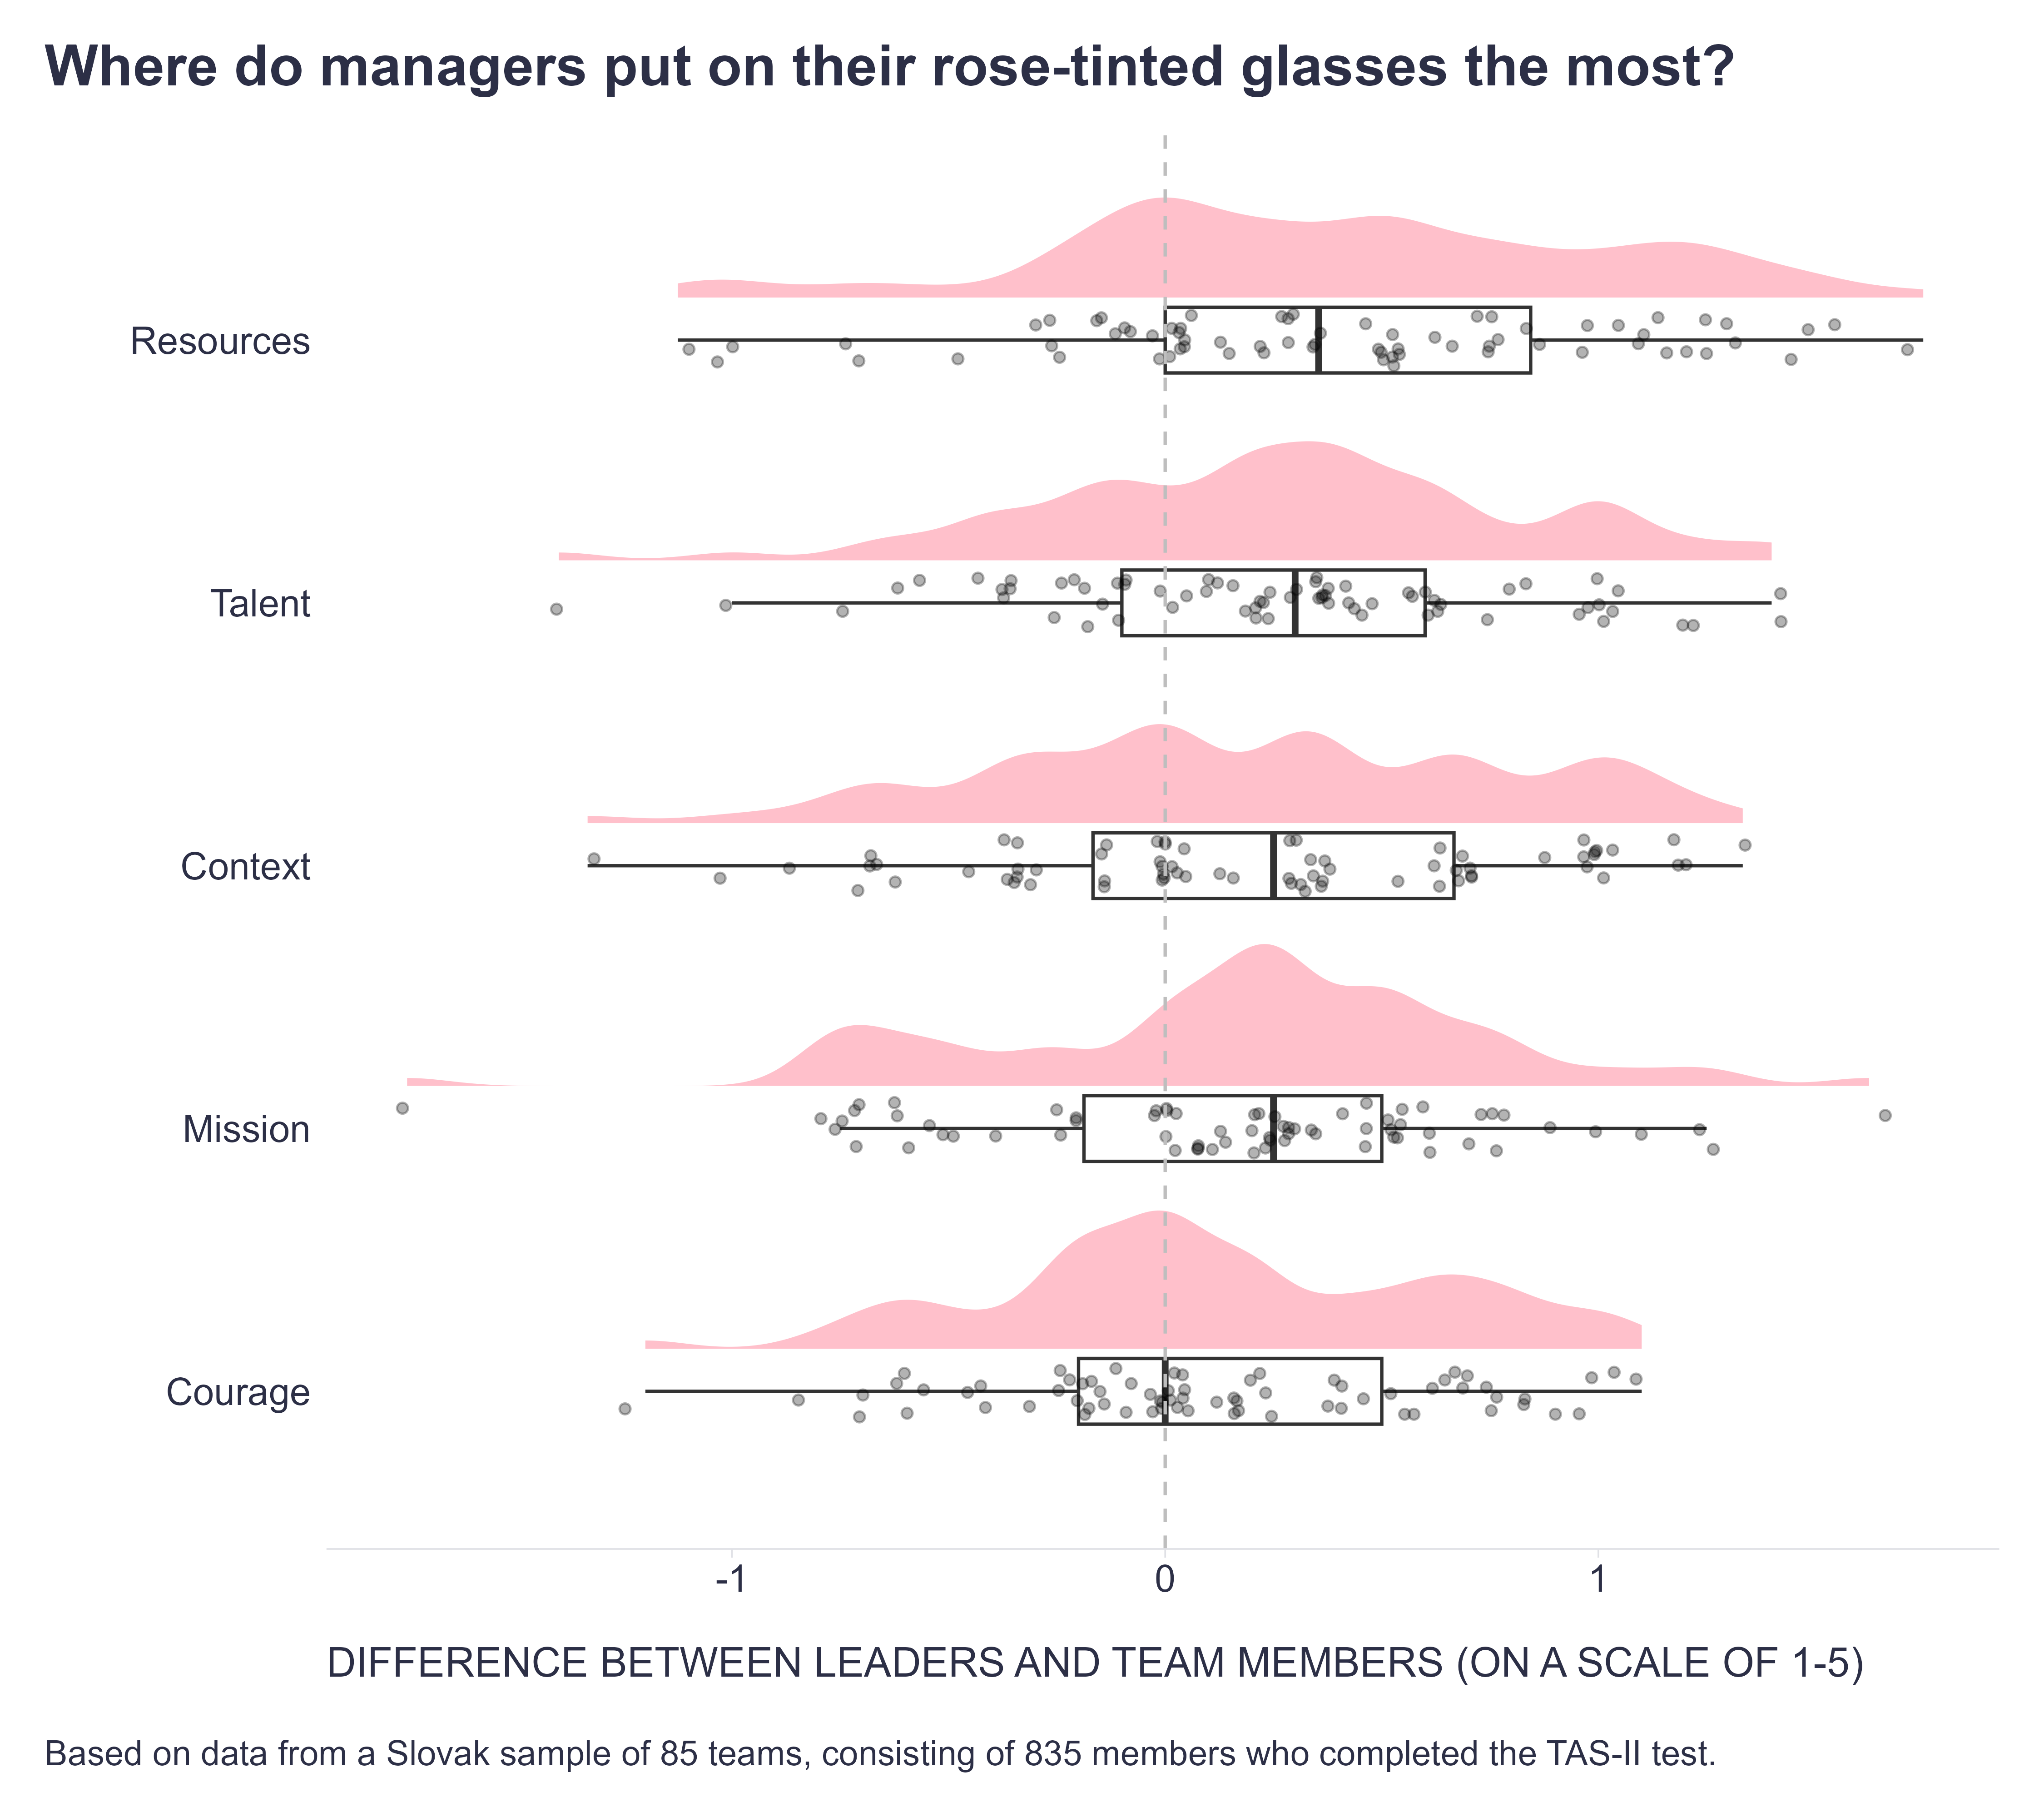 Where do managers put on their rose-tinted glasses the most?
Resources
Talent
Context
Mission
Courage
-1 0 1
DIFFERENCE BETWEEN LEADERS AND TEAM MEMBERS (ON A SCALE OF 1-5)
Based on data from a Slovak sample of 85 teams, consisting of 835 members who completed the TAS-II test.